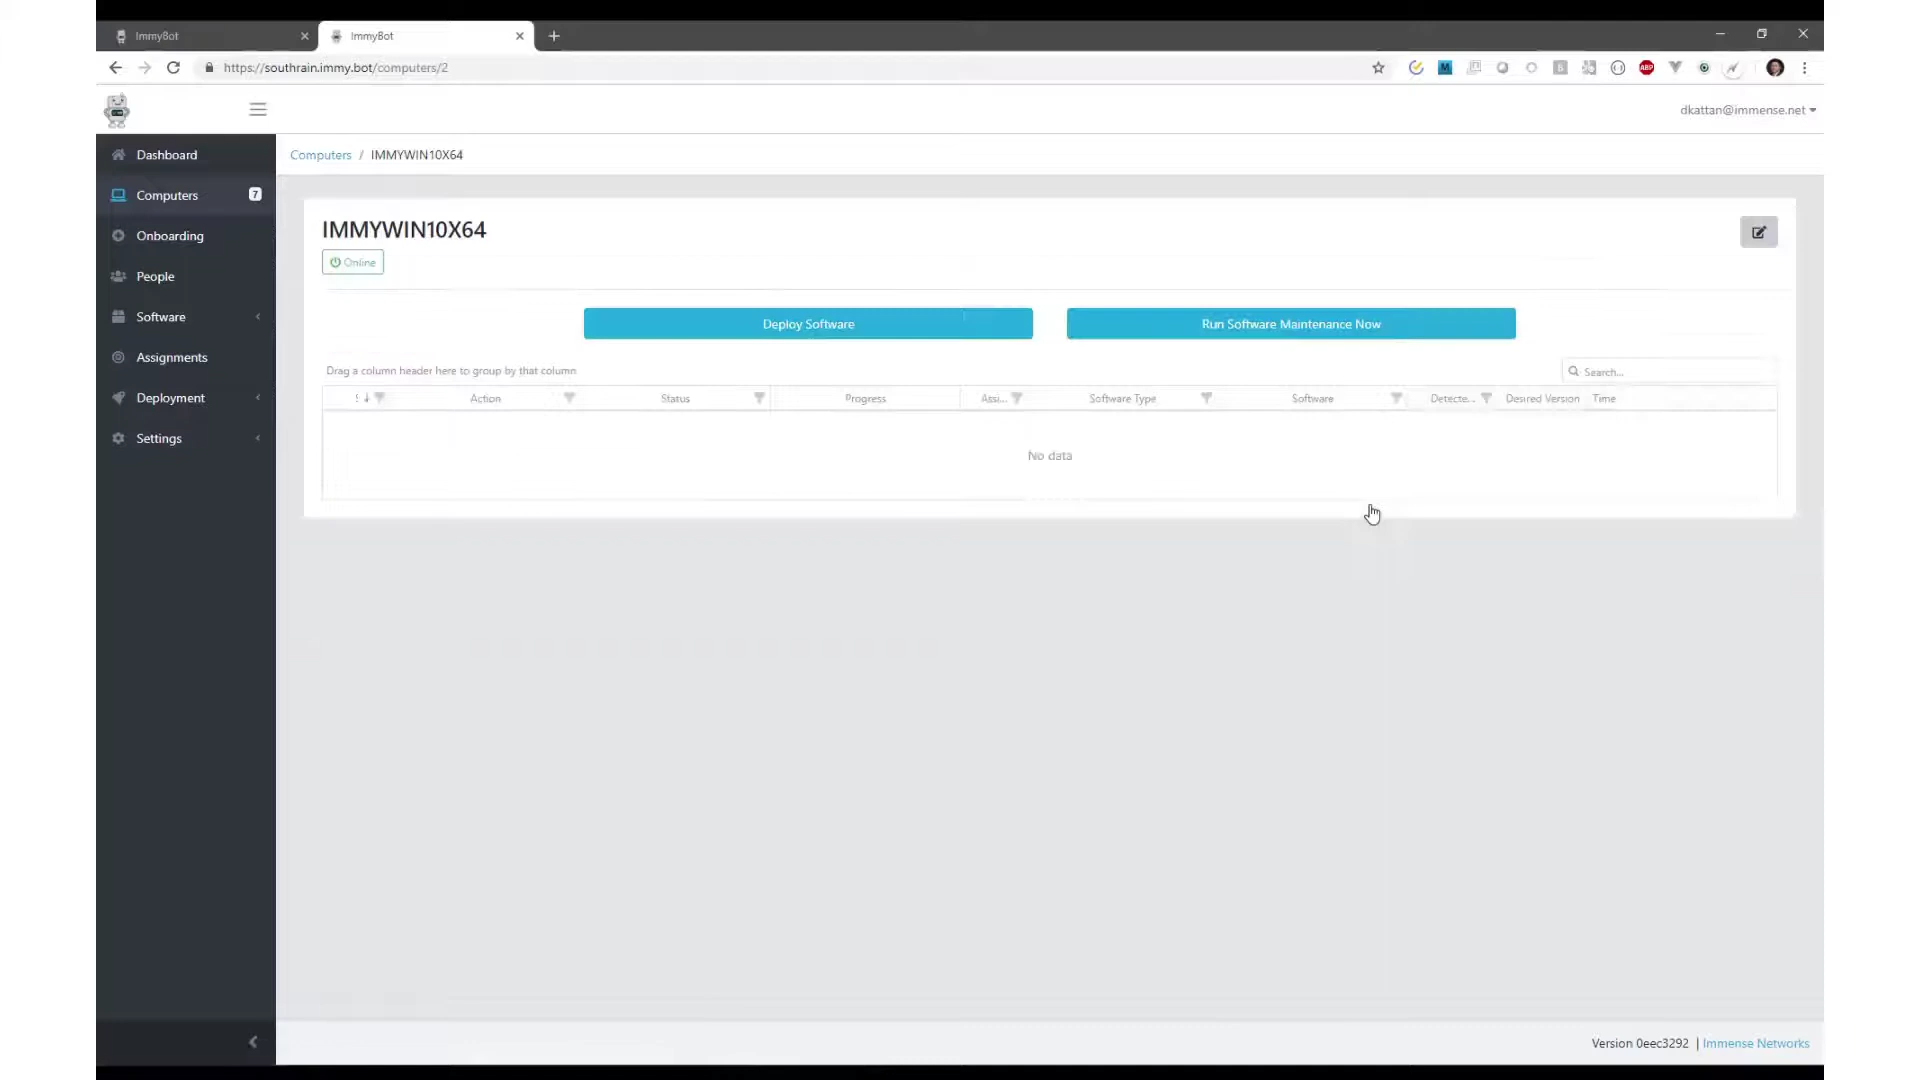 ImmyBot
ImmyBot
https://southrain.immy.bot/computers/2
dkattan@immense.net
Dashboard
Computers 7
Onboarding
People
Software
Assignments
Deployment
Settings
Computers / IMMYWIN10X64
IMMYWIN10X64
Online
Deploy Software
Run Software Maintenance Now
Drag a column header here to group by that column
Search...
Action Status Progress Assi... Software Type Software Detecte... Desired Version Time
No data
Version 0eec3292 | Immense Networks